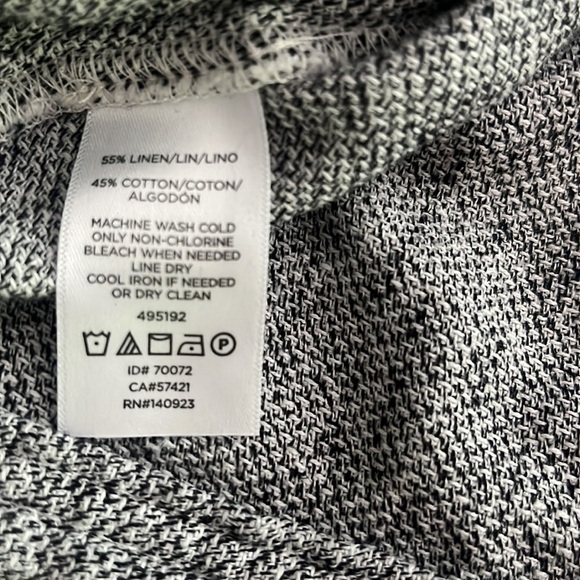 55% LINEN/LIN/LINO
45% COTTON/COTON/
ALGODÓN
MACHINE WASH COLD
ONLY NON-CHLORINE
BLEACH WHEN NEEDED
LINE DRY
COOL IRON IF NEEDED
OR DRY CLEAN
495192
P
ID# 70072
CA#57421
RN#140923